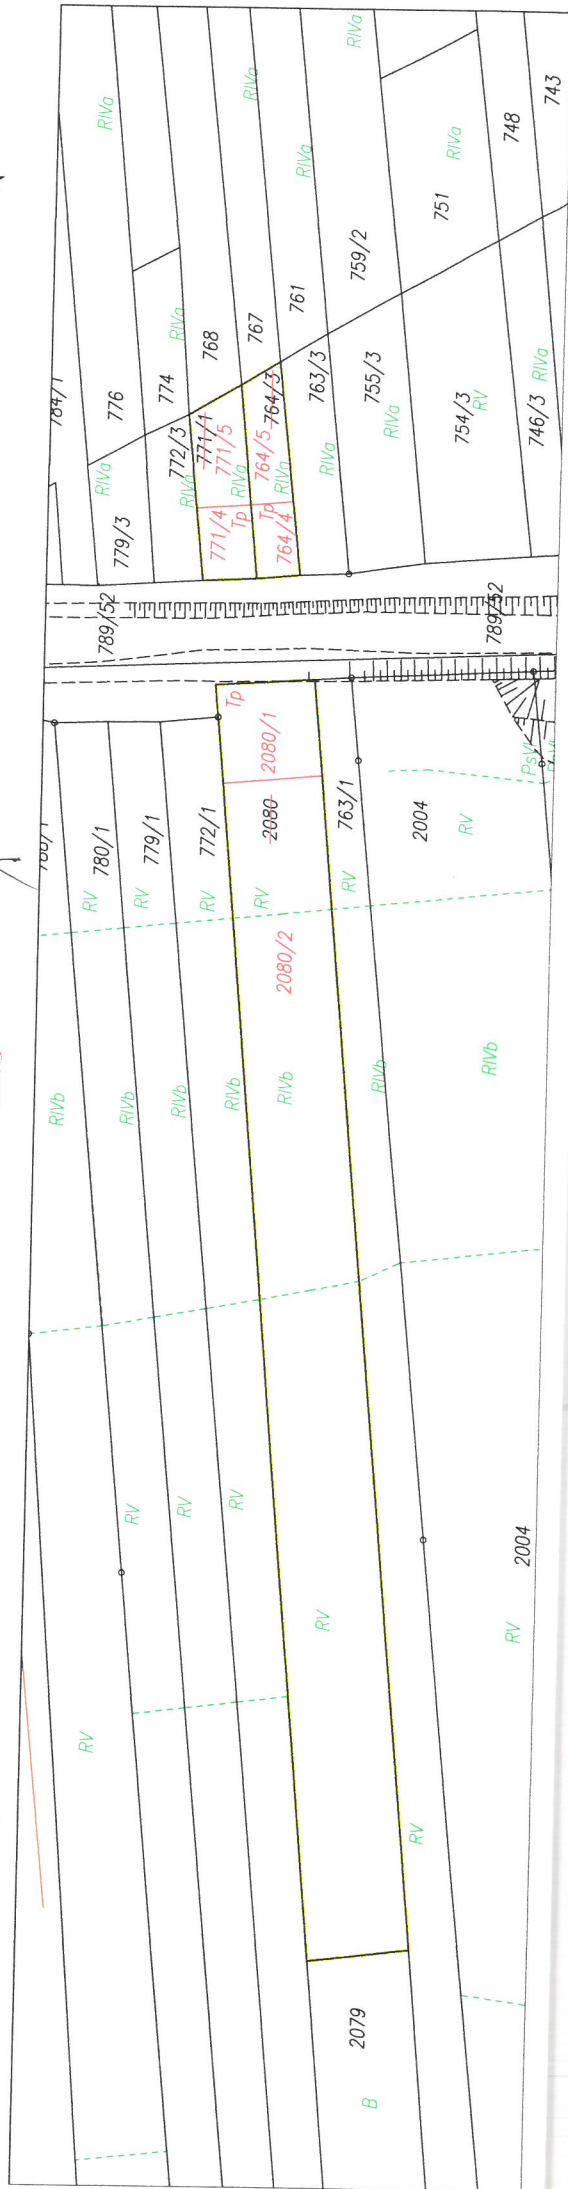 RIVa
RIVa
RIVa
743
748
RIVa
RIVa
751
759/2
761
767
768
RIVa
774
776
784/1
746/3
RIVa
754/3
RV
755/3
RIVa
763/3
RIVa
764/3
764/5
RIVa
771/1
771/5
RIVa
772/3
RIVa
RIVa
779/3
771/4
Tp
Tp
764/4
789/52
789/52
Tp
2080/1
2080
763/1
2004
RV
772/1
779/1
780/1
RV
RV
RV
RV
RV
2080/2
RIVb
RIVb
RIVb
RIVb
RIVb
RIVb
RIVb
RV
RV
RV
RV
2004
RV
RV
RV
2079
B